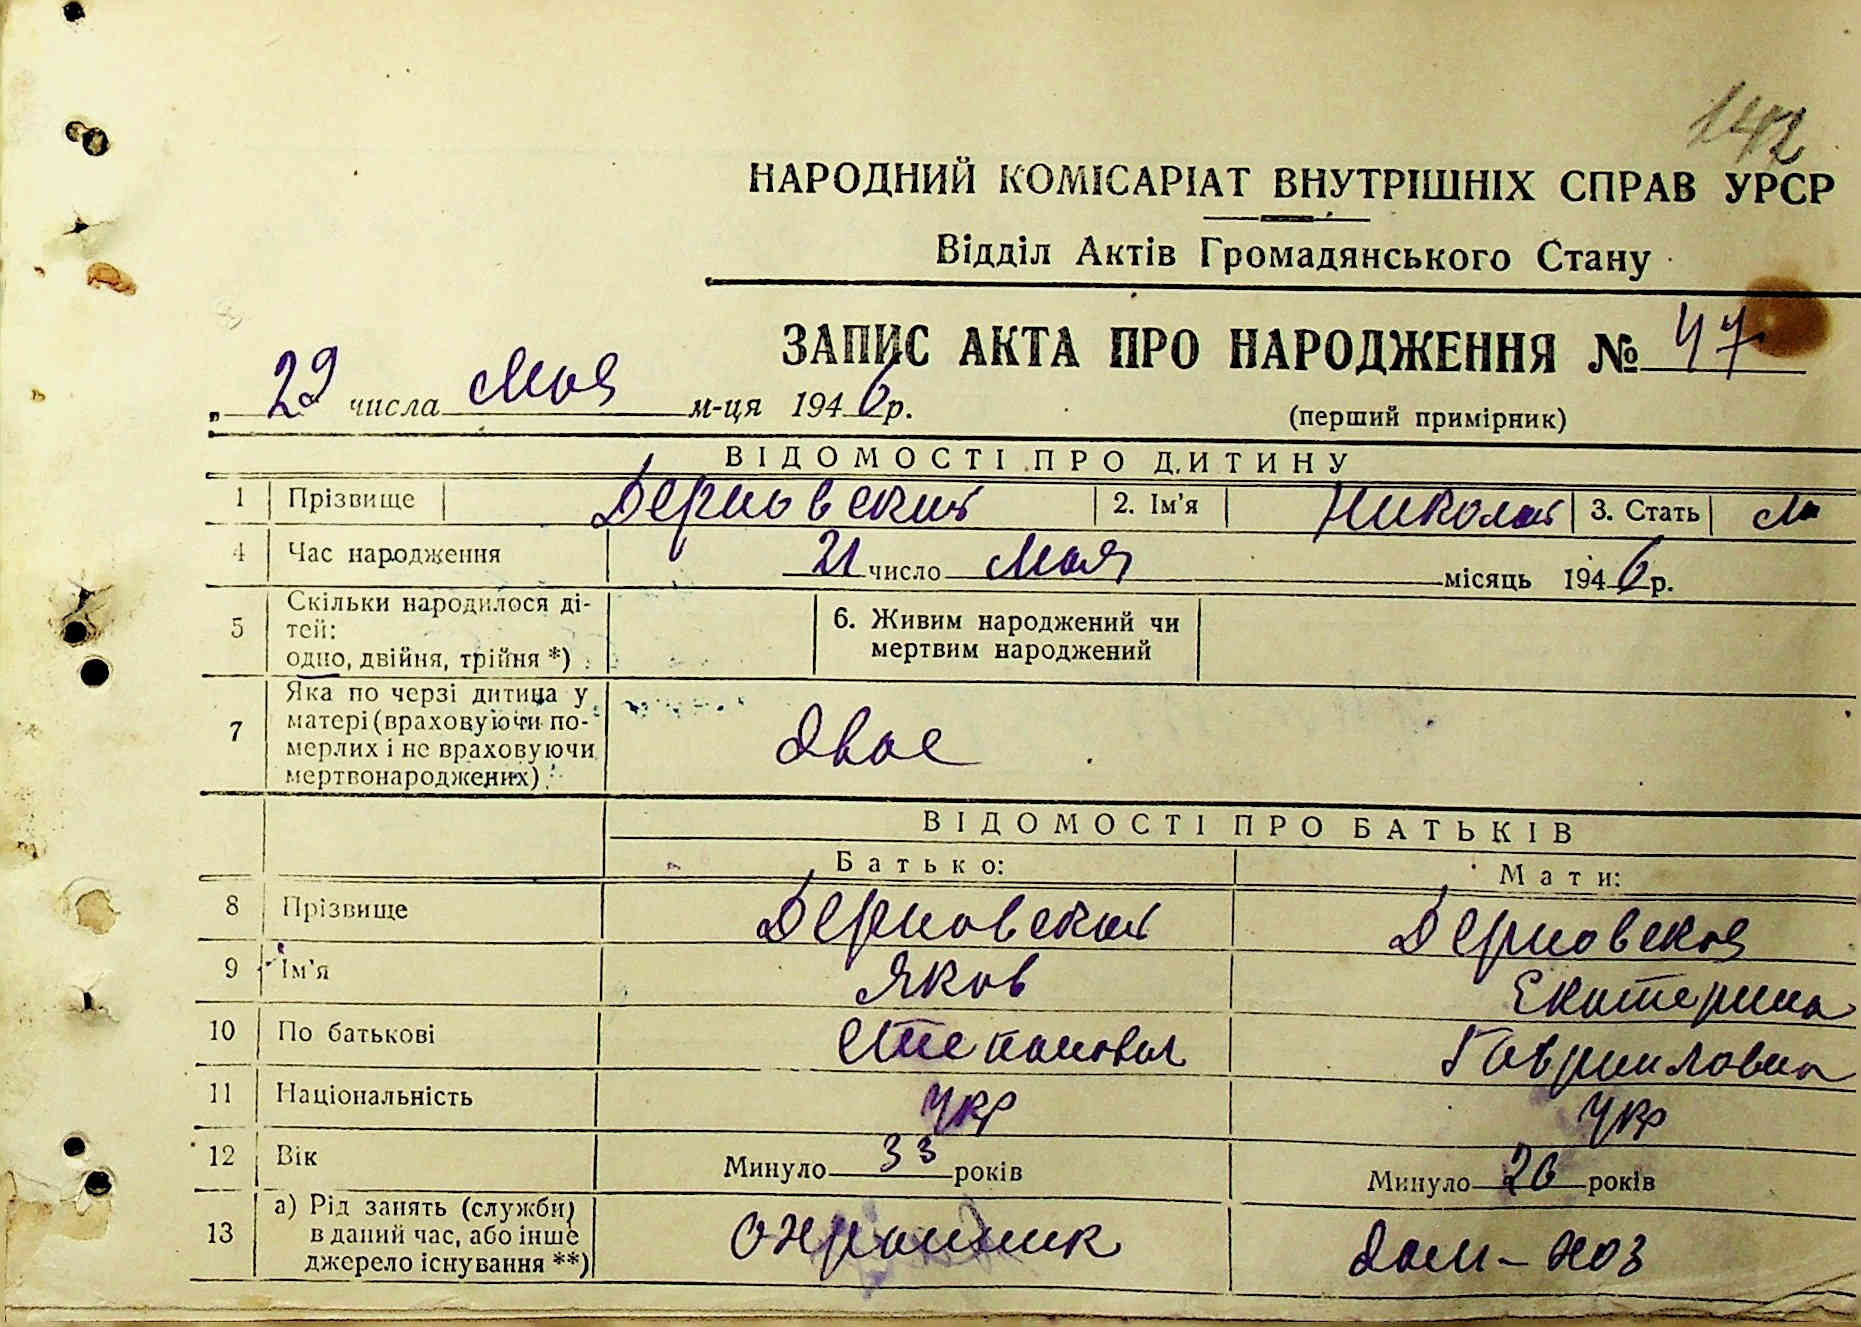 142
НАРОДНИЙ КОМІСАРІАТ ВНУТРІШНІХ СПРАВ УРСР
Відділ Актів Громадянського Стану
ЗАПИС АКТА ПРО НАРОДЖЕННЯ № 47
„ 29 числа Мая м-ця 1946 р.
(перший примірник)
ВІДОМОСТІ ПРО ДИТИНУ
1 Прізвище Дерновский 2. Ім'я Николай 3. Стать М
4 Час народження 21 число Мая місяць 1946 р.
5 Скільки народилося ді-
тей:
одно, двійня, трійня *)
6. Живим народжений чи
мертвим народжений
7 Яка по черзі дитина у
матері (враховуючи по-
мерлих і не враховуючи
мертвонароджених)
двое
ВІДОМОСТІ ПРО БАТЬКІВ
Батько: Мати:
8 Прізвище Дерновский Дерновская
9 Ім'я Яков Екатерина
10 По батькові Степанович Гавриловна
11 Національність Укр Укр
12 Вік Минуло 33 років Минуло 26 років
13 а) Рід занять (служби)
в даний час, або інше
джерело існування **)
охранник дом-хоз